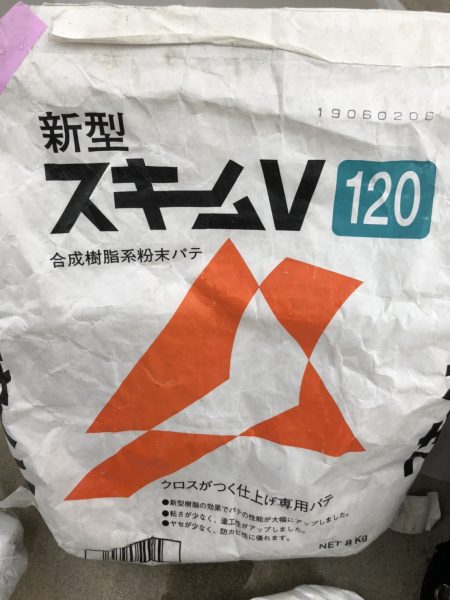 1906020
新型
スキームV 120
合成樹脂系粉末パテ
クロスがつく仕上げ専用パテ
●新型樹脂の効果でパテの性能が大幅にアップしました。
●粘さが少なく、塗工性がアップしました。
●ヤセが少なく、防カビ性に優れます。
NET 8Kg